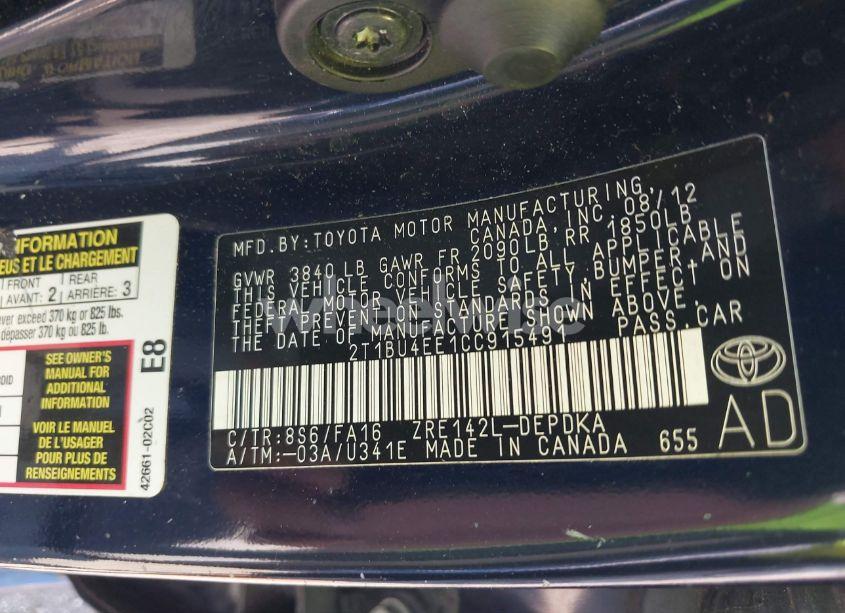 INFORMATION
EUS ET LE CHARGEMENT
FRONT REAR
AVANT: 2 ARRIÈRE: 3
ver exceed 370 kg or 825 lbs.
dépasser 370 kg ou 825 lb.
SEE OWNER'S
MANUAL FOR
ADDITIONAL
INFORMATION
VOIR LE MANUEL
DE L'USAGER
POUR PLUS DE
RENSEIGNEMENTS
E8
42661-02C02
MFD.BY:TOYOTA MOTOR MANUFACTURING,
CANADA,INC. 08/12
GVWR 3840 LB GAWR FR 2090LB RR 1850LB
THIS VEHICLE CONFORMS TO ALL APPLICABLE
FEDERAL MOTOR VEHICLE SAFETY,BUMPER,AND
THEFT PREVENTION STANDARDS IN EFFECT ON
THE DATE OF MANUFACTURE SHOWN ABOVE.
2T1BU4EE1CC915491 PASS.CAR
C/TR:8S6/FA16 ZRE142L-DEPDKA
A/TM:-03A/U341E MADE IN CANADA 655
AD